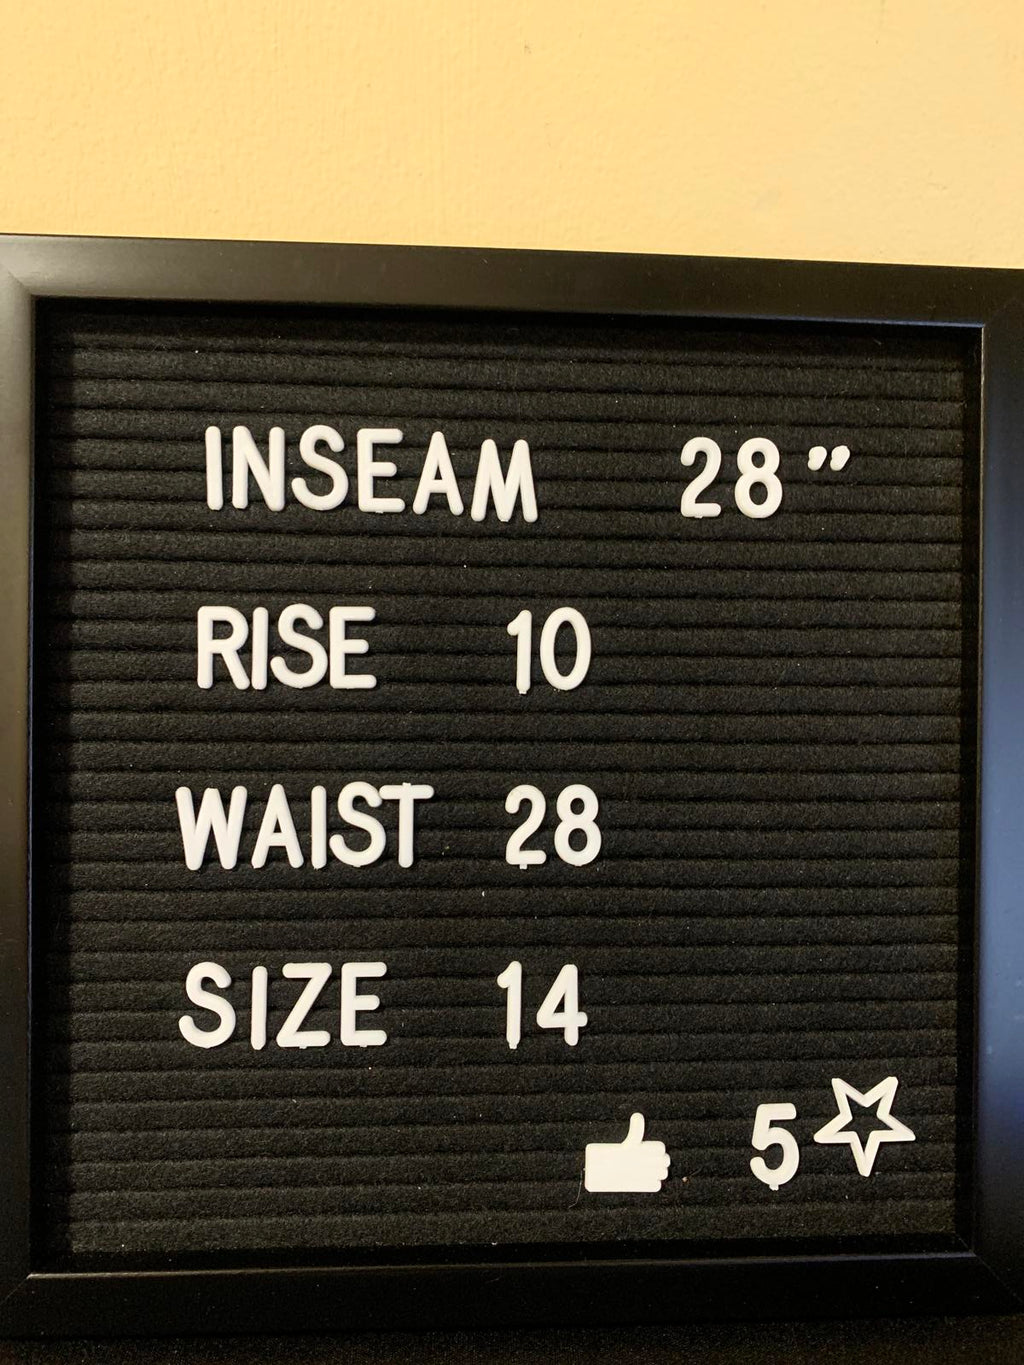 INSEAM 28”
RISE 10
WAIST 28
SIZE 14
5